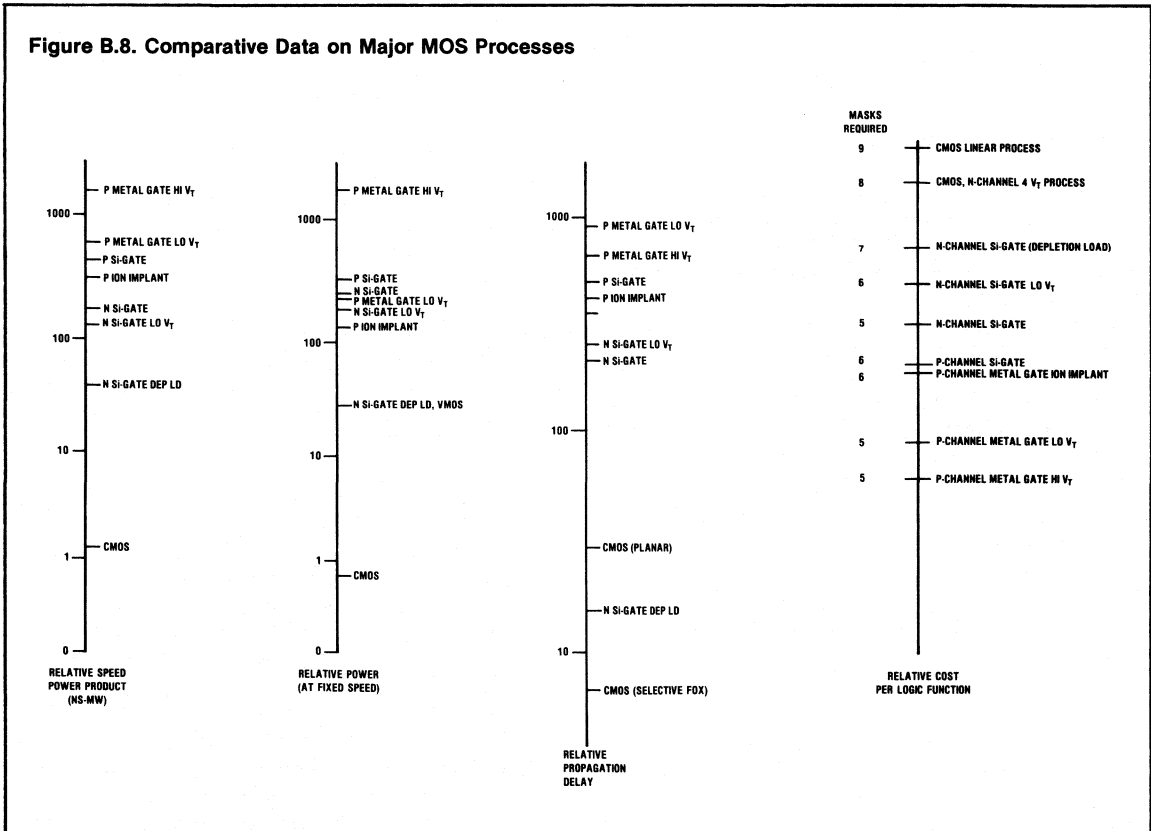 Figure B.8. Comparative Data on Major MOS Processes
P METAL GATE HI VT
1000
P METAL GATE LO VT
P Si-GATE
P ION IMPLANT
N Si-GATE
N Si-GATE LO VT
100
N Si-GATE DEP LD
10
CMOS
1
0
RELATIVE SPEED
POWER PRODUCT
(NS-MW)
P METAL GATE HI VT
1000
P Si-GATE
N Si-GATE
P METAL GATE LO VT
N Si-GATE LO VT
P ION IMPLANT
100
N Si-GATE DEP LD, VMOS
10
1
CMOS
0
RELATIVE POWER
(AT FIXED SPEED)
1000
P METAL GATE LO VT
P METAL GATE HI VT
P Si-GATE
P ION IMPLANT
N Si-GATE LO VT
N Si-GATE
100
CMOS (PLANAR)
N Si-GATE DEP LD
10
CMOS (SELECTIVE FOX)
RELATIVE
PROPAGATION
DELAY
MASKS
REQUIRED
9 CMOS LINEAR PROCESS
8 CMOS, N-CHANNEL 4 VT PROCESS
7 N-CHANNEL Si-GATE (DEPLETION LOAD)
6 N-CHANNEL Si-GATE LO VT
5 N-CHANNEL Si-GATE
6 P-CHANNEL Si-GATE
6 P-CHANNEL METAL GATE ION IMPLANT
5 P-CHANNEL METAL GATE LO VT
5 P-CHANNEL METAL GATE HI VT
RELATIVE COST
PER LOGIC FUNCTION